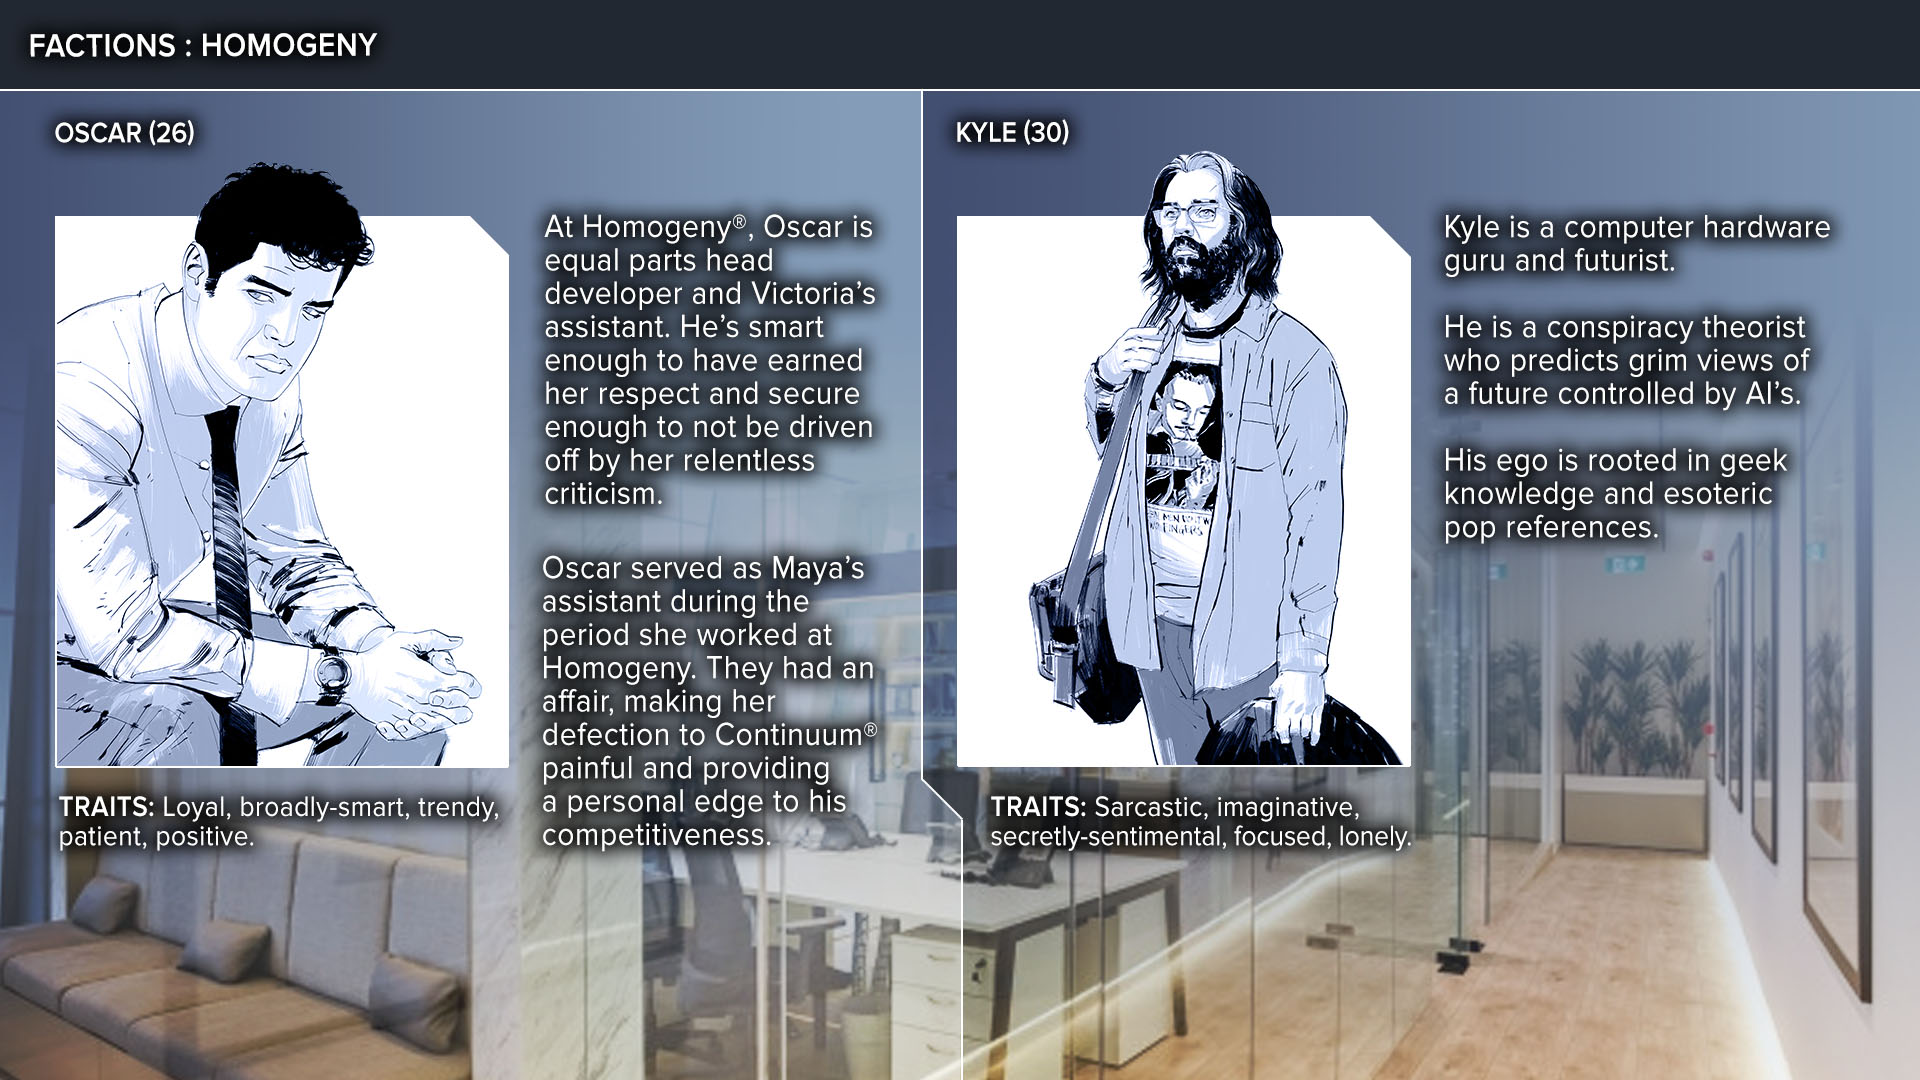 FACTIONS : HOMOGENY
OSCAR (26)
At Homogeny®, Oscar is
equal parts head
developer and Victoria’s
assistant. He’s smart
enough to have earned
her respect and secure
enough to not be driven
off by her relentless
criticism.
Oscar served as Maya’s
assistant during the
period she worked at
Homogeny. They had an
affair, making her
defection to Continuum®
painful and providing
a personal edge to his
competitiveness.
TRAITS: Loyal, broadly-smart, trendy,
patient, positive.
KYLE (30)
Kyle is a computer hardware
guru and futurist.
He is a conspiracy theorist
who predicts grim views of
a future controlled by AI’s.
His ego is rooted in geek
knowledge and esoteric
pop references.
TRAITS: Sarcastic, imaginative,
secretly-sentimental, focused, lonely.